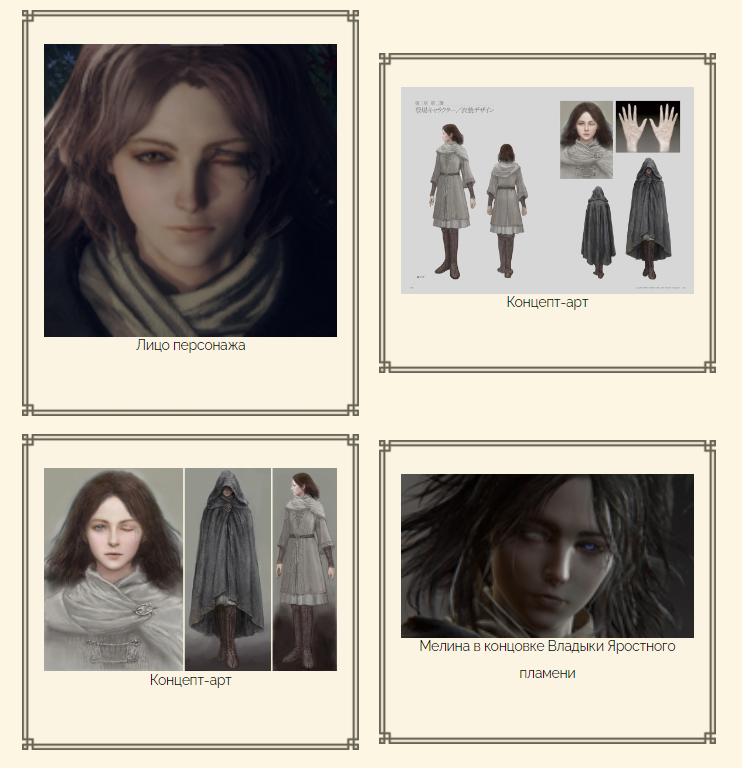 Лицо персонажа
Концепт-арт
Концепт-арт
Мелина в концовке Владыки Яростного
пламени